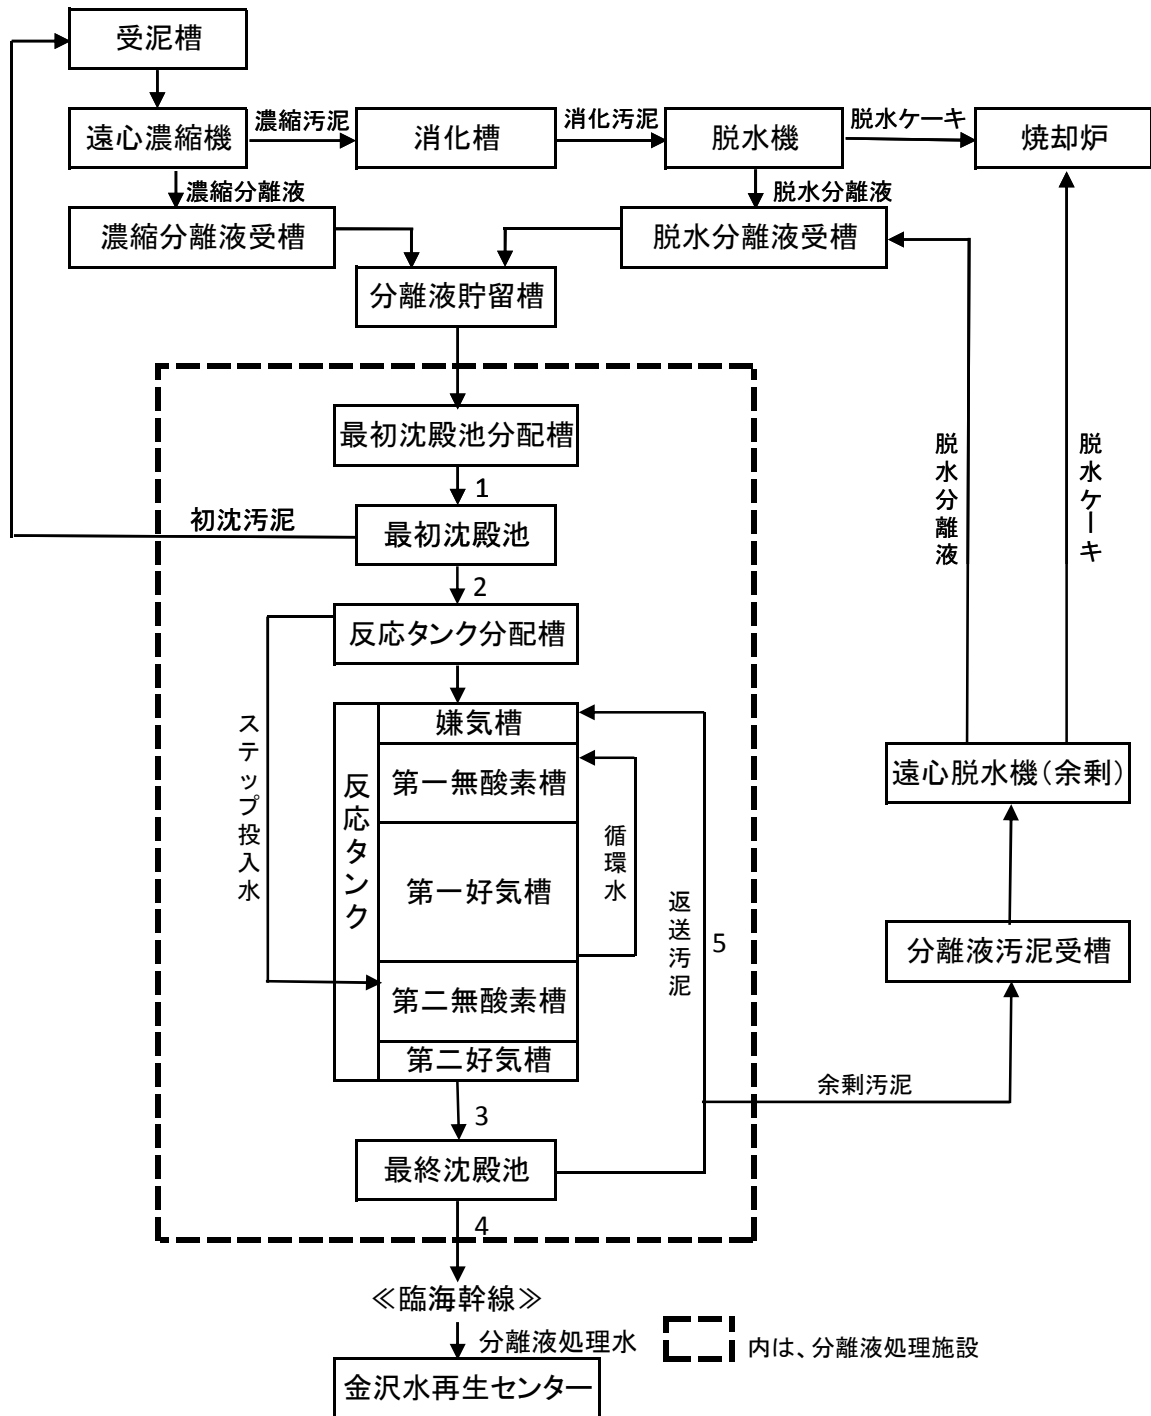 受泥槽
遠心濃縮機
濃縮汚泥
消化槽
消化汚泥
脱水機
脱水ケーキ
焼却炉
濃縮分離液
脱水分離液
濃縮分離液受槽
脱水分離液受槽
分離液貯留槽
最初沈殿池分配槽
1
初沈汚泥
最初沈殿池
2
反応タンク分配槽
ステップ投入水
反応タンク
嫌気槽
第一無酸素槽
第一好気槽
第二無酸素槽
第二好気槽
循環水
返送汚泥
5
脱水分離液
脱水ケーキ
遠心脱水機(余剰)
分離液汚泥受槽
余剰汚泥
3
最終沈殿池
4
≪臨海幹線≫
分離液処理水
内は、分離液処理施設
金沢水再生センター